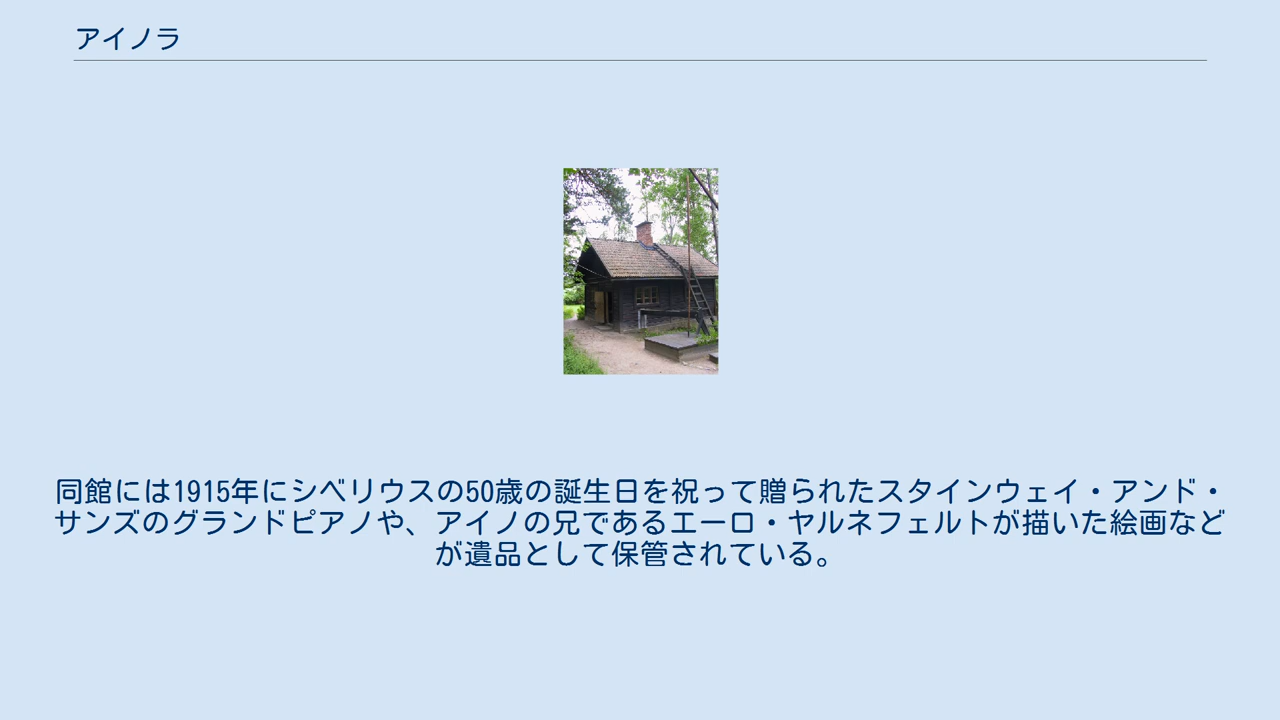 アイノラ
同館には1915年にシベリウスの50歳の誕生日を祝って贈られたスタインウェイ・アンド・
サンズのグランドピアノや、アイノの兄であるエーロ・ヤルネフェルトが描いた絵画など
が遺品として保管されている。